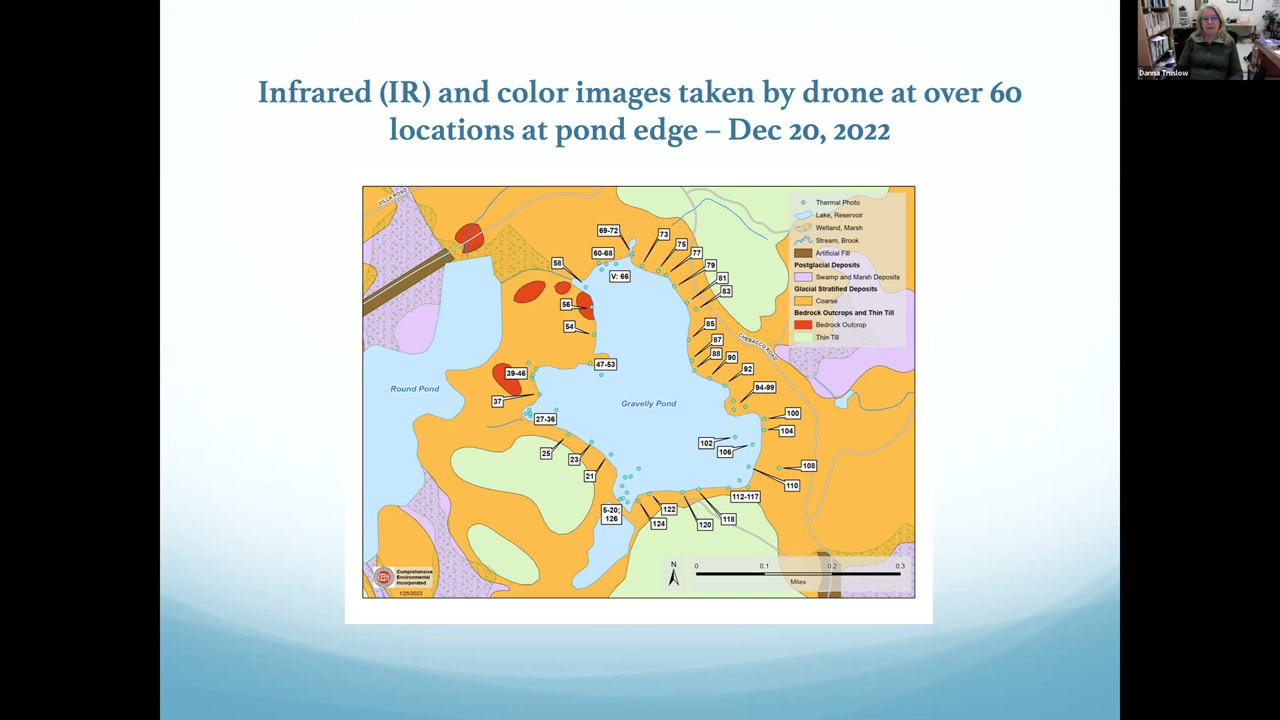 Danna Truslow
Infrared (IR) and color images taken by drone at over 60
locations at pond edge – Dec 20, 2022
VILLA ROAD
69-72
73
75
60-68
77
58
79
V: 66
81
83
56
54
85
87
88
90
47-53
92
39-46
94-99
37
100
27-36
104
102
106
25
23
108
21
110
112-117
5-20;
126
122
124
120
118
CHEBACCO ROAD
Round Pond
Gravelly Pond
Thermal Photo
Lake, Reservoir
Wetland, Marsh
Stream, Brook
Artificial Fill
Postglacial Deposits
Swamp and Marsh Deposits
Glacial Stratified Deposits
Coarse
Bedrock Outcrops and Thin Till
Bedrock Outcrop
Thin Till
N
0 0.1 0.2 0.3
Miles
Comprehensive
Environmental
Incorporated
1/25/2023